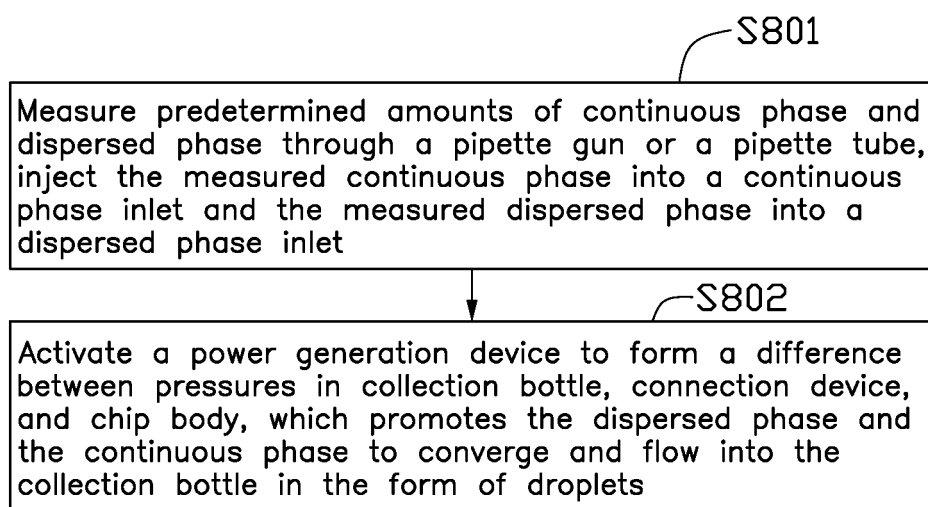 S801
Measure predetermined amounts of continuous phase and
dispersed phase through a pipette gun or a pipette tube,
inject the measured continuous phase into a continuous
phase inlet and the measured dispersed phase into a
dispersed phase inlet
S802
Activate a power generation device to form a difference
between pressures in collection bottle, connection device,
and chip body, which promotes the dispersed phase and
the continuous phase to converge and flow into the
collection bottle in the form of droplets